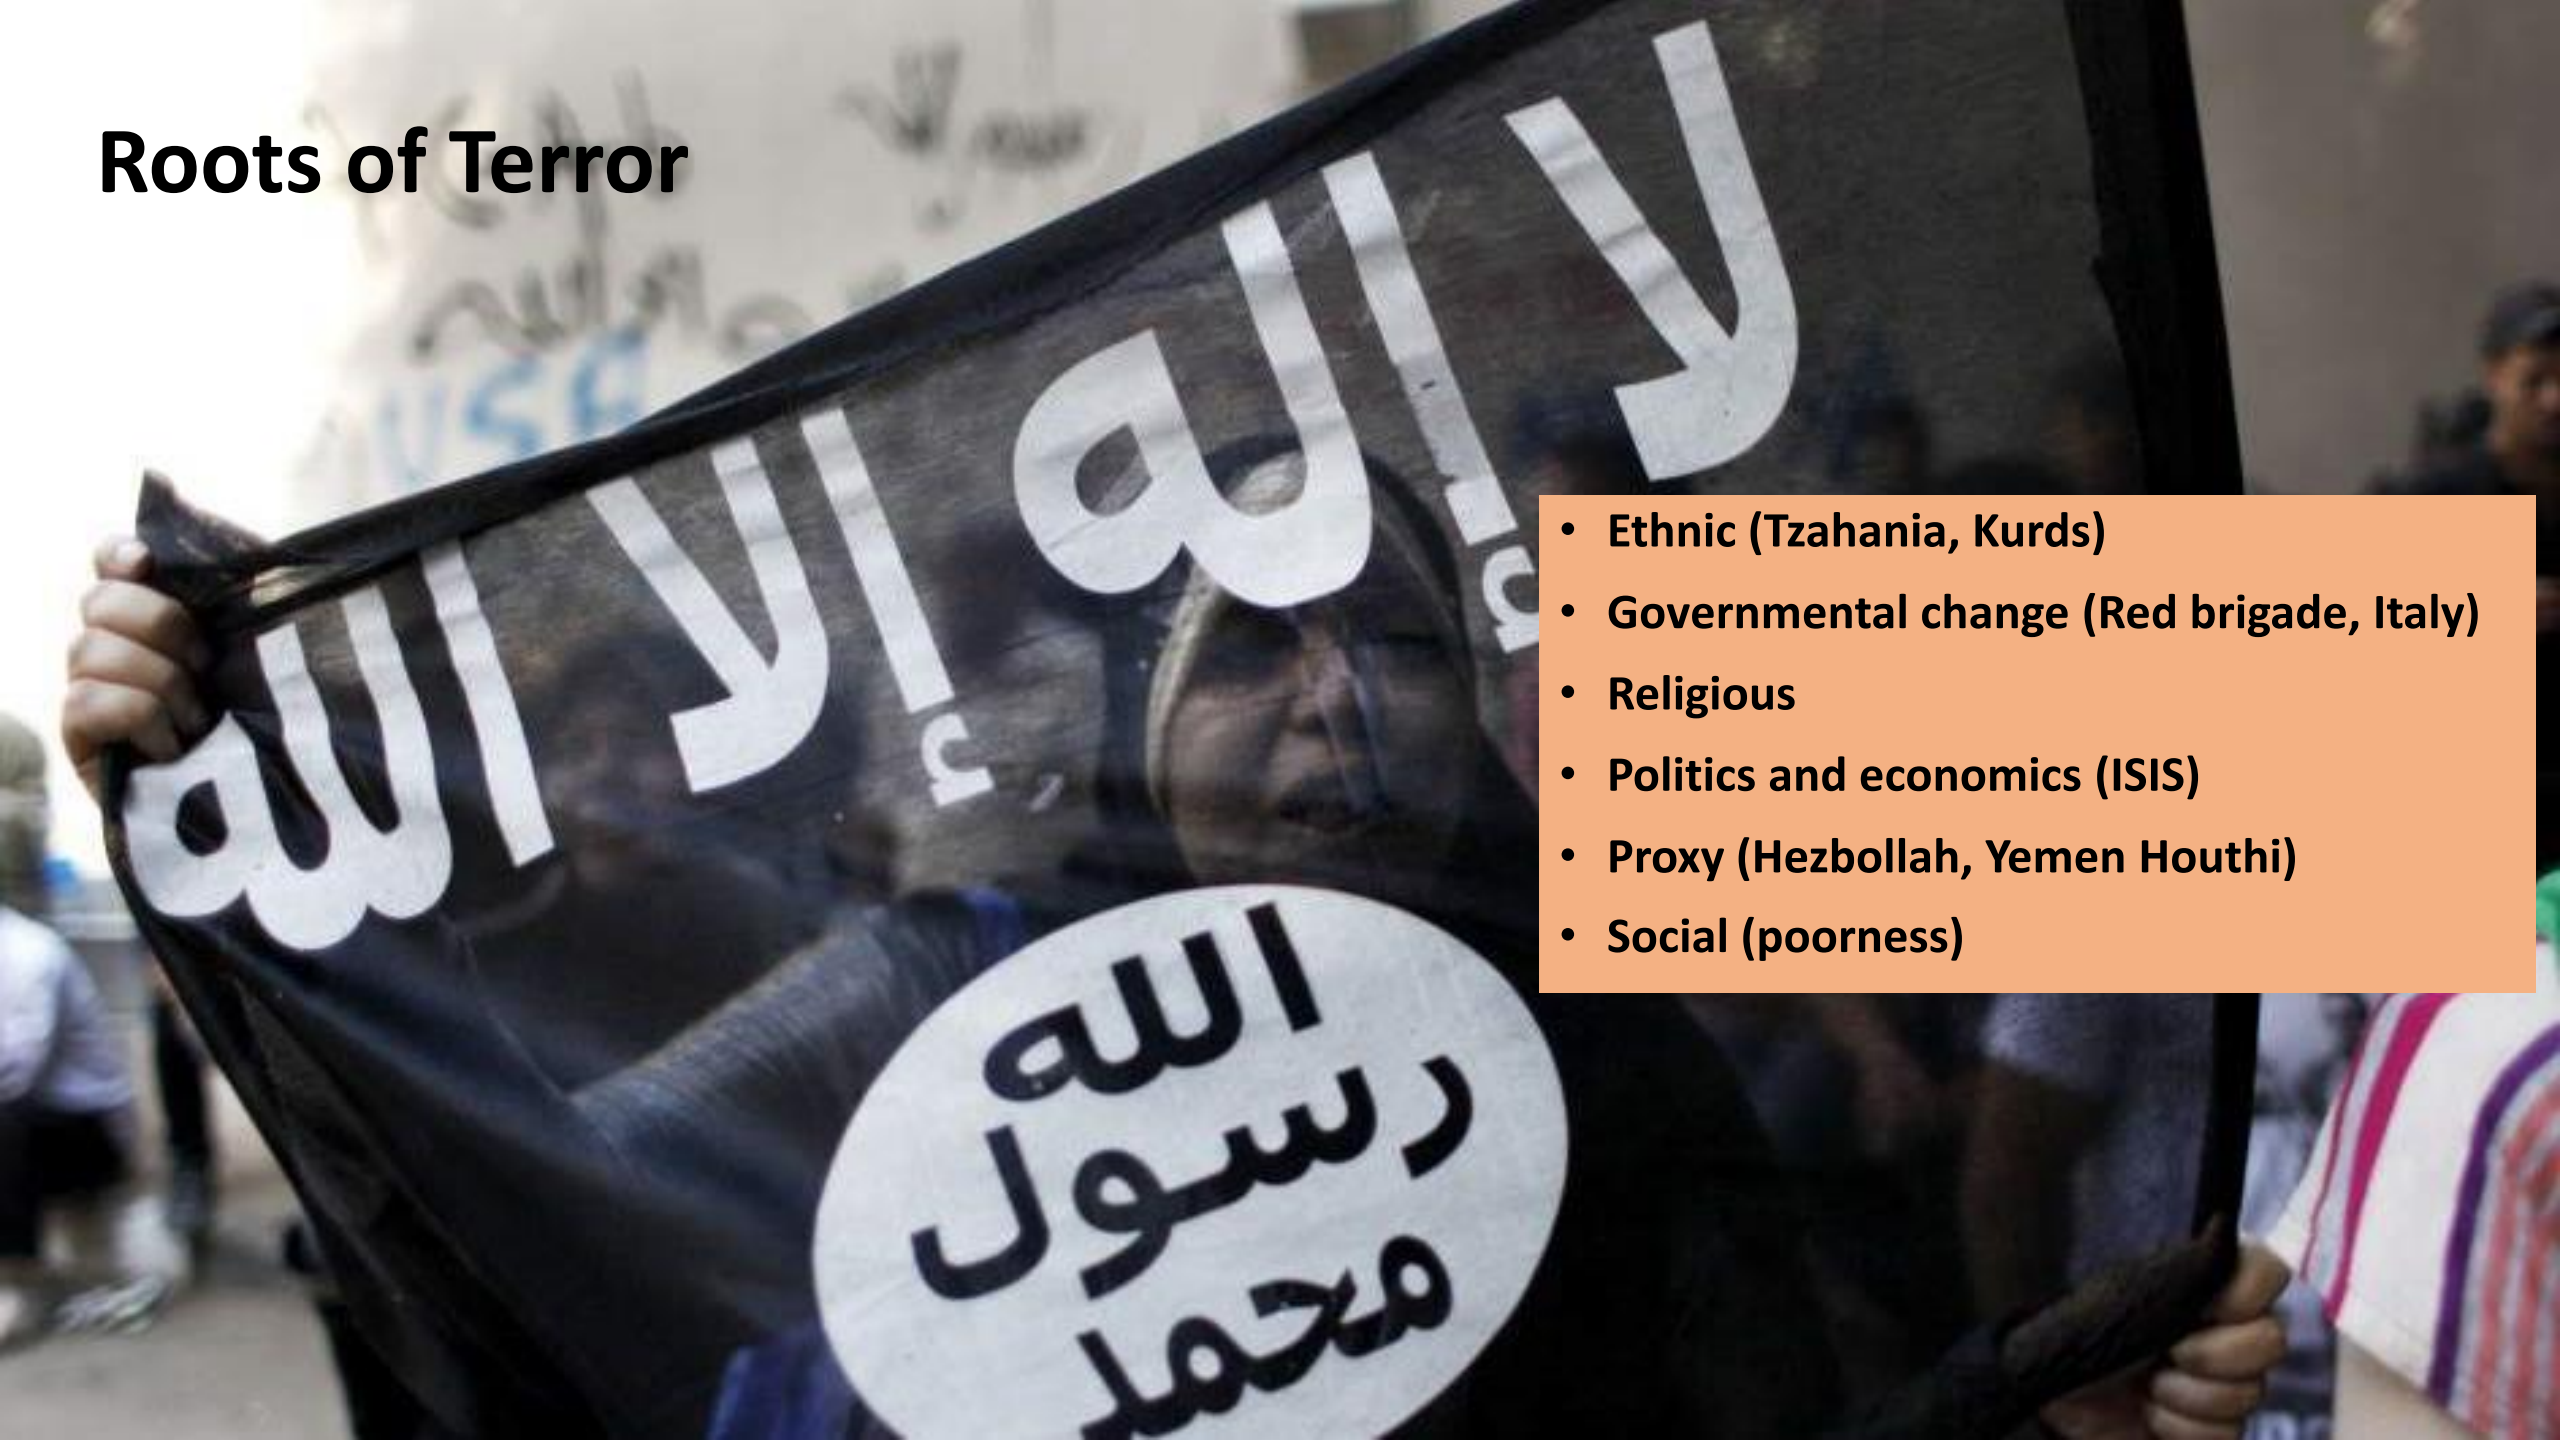 Roots of Terror
لا إله إلا الله
الله
رسول
محمد
USA
• Ethnic (Tzahania, Kurds)
• Governmental change (Red brigade, Italy)
• Religious
• Politics and economics (ISIS)
• Proxy (Hezbollah, Yemen Houthi)
• Social (poorness)